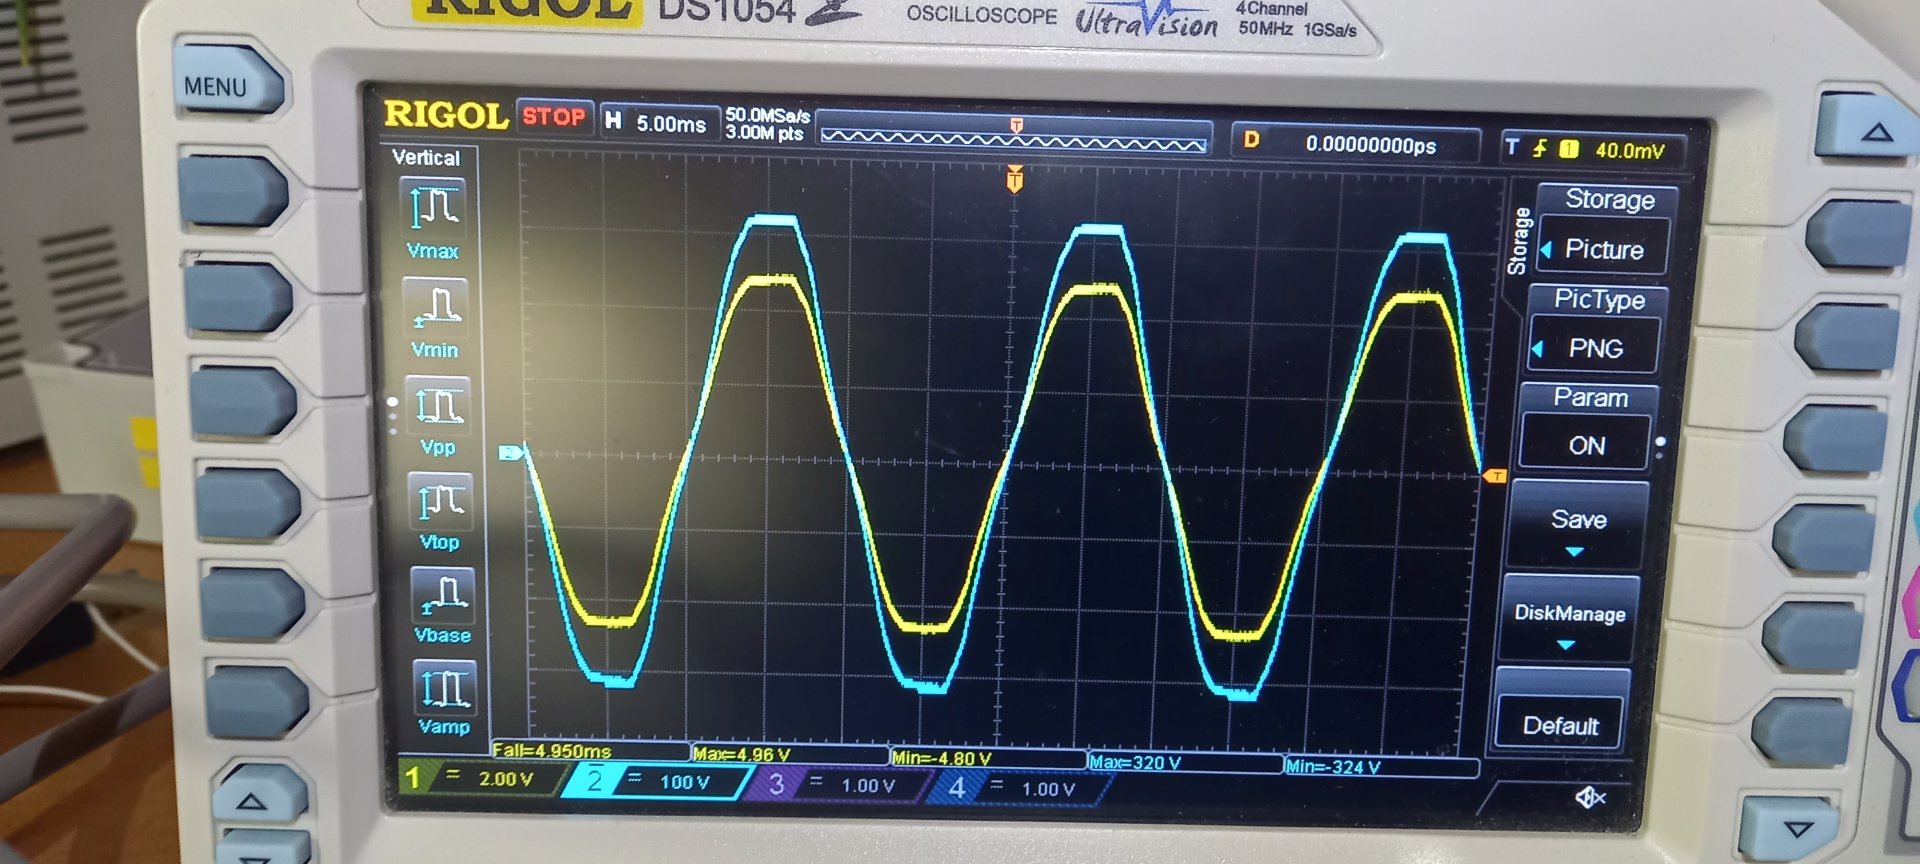 RIGOL DS1054 Z OSCILLOSCOPE UltraVision 4Channel
50MHz 1GSa/s
MENU
RIGOL STOP H 5.00ms 50.0MSa/s
3.00M pts
T
D 0.00000000ps T 1 40.0mV
Vertical
T
Vmax
Vmin
Vpp
Vtop
Vbase
Vamp
2
T
Storage
Storage
Picture
PicType
PNG
Param
ON
Save
DiskManage
Default
Fall=4.950ms Max=4.96 V Min=-4.80 V Max=320 V Min=-324 V
1 = 2.00 V 2 = 100 V 3 = 1.00 V 4 = 1.00 V